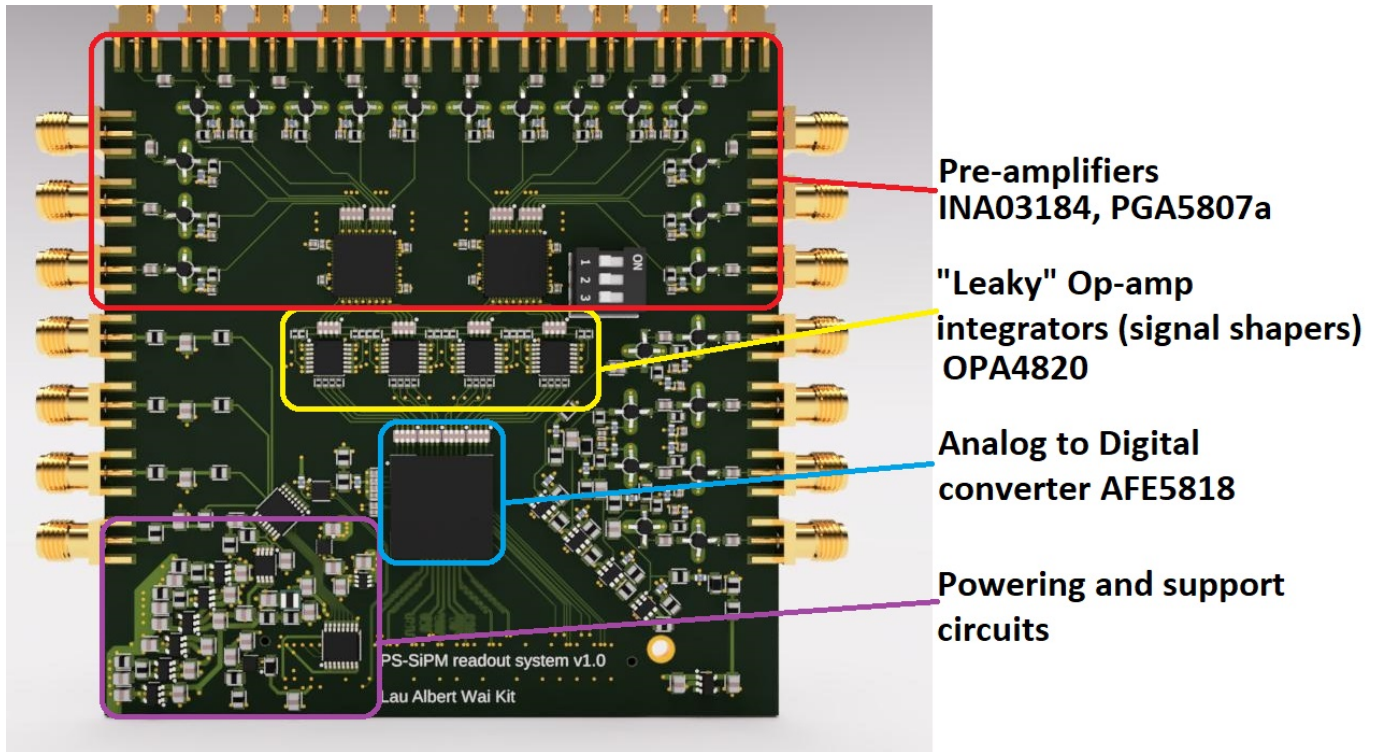 Pre-amplifiers
INA03184, PGA5807a
"Leaky" Op-amp
integrators (signal shapers)
OPA4820
Analog to Digital
converter AFE5818
Powering and support
circuits
ON
1
2
3
PS-SiPM readout system v1.0
Lau Albert Wai Kit